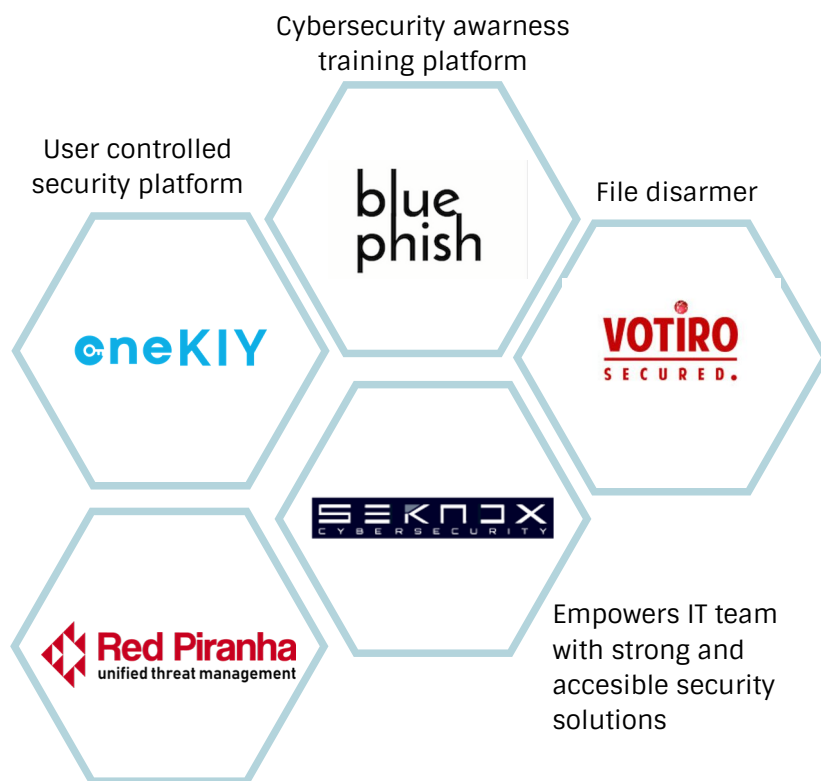 Cybersecurity awarness
training platform
User controlled
security platform
blue
phish
File disarmer
oneKIY
VOTIRO
SECURED.
SEKNOX
CYBERSECURITY
Red Piranha
unified threat management
Empowers IT team
with strong and
accesible security
solutions